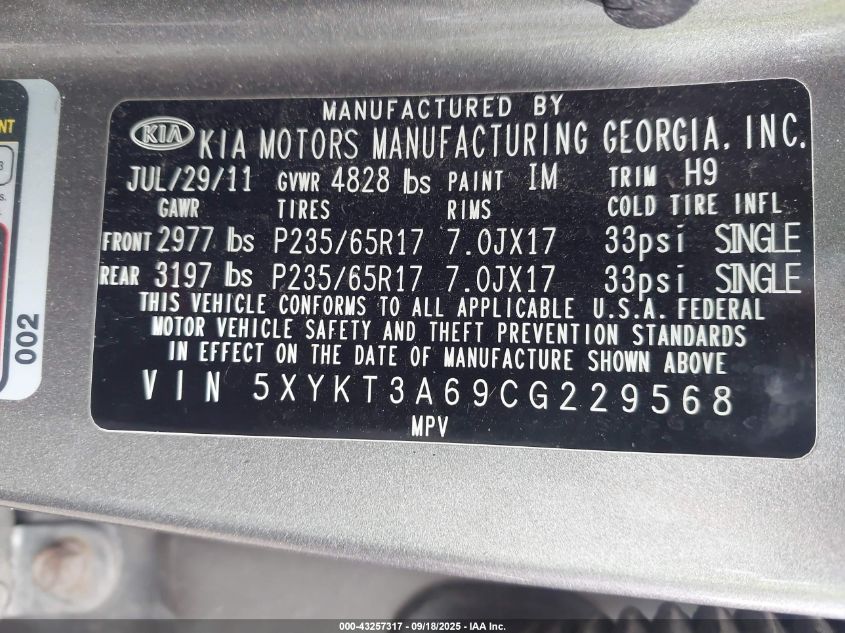 MANUFACTURED BY
KIA KIA MOTORS MANUFACTURING GEORGIA, INC.
JUL/29/11 GVWR 4828 lbs PAINT IM TRIM H9
GAWR TIRES RIMS COLD TIRE INFL
FRONT 2977 lbs P235/65R17 7.0JX17 33psi SINGLE
REAR 3197 lbs P235/65R17 7.0JX17 33psi SINGLE
THIS VEHICLE CONFORMS TO ALL APPLICABLE U.S.A. FEDERAL
MOTOR VEHICLE SAFETY AND THEFT PREVENTION STANDARDS
IN EFFECT ON THE DATE OF MANUFACTURE SHOWN ABOVE
VIN 5XYKT3A69CG229568
MPV
002
000-43257317 - 09/18/2025 - IAA Inc.